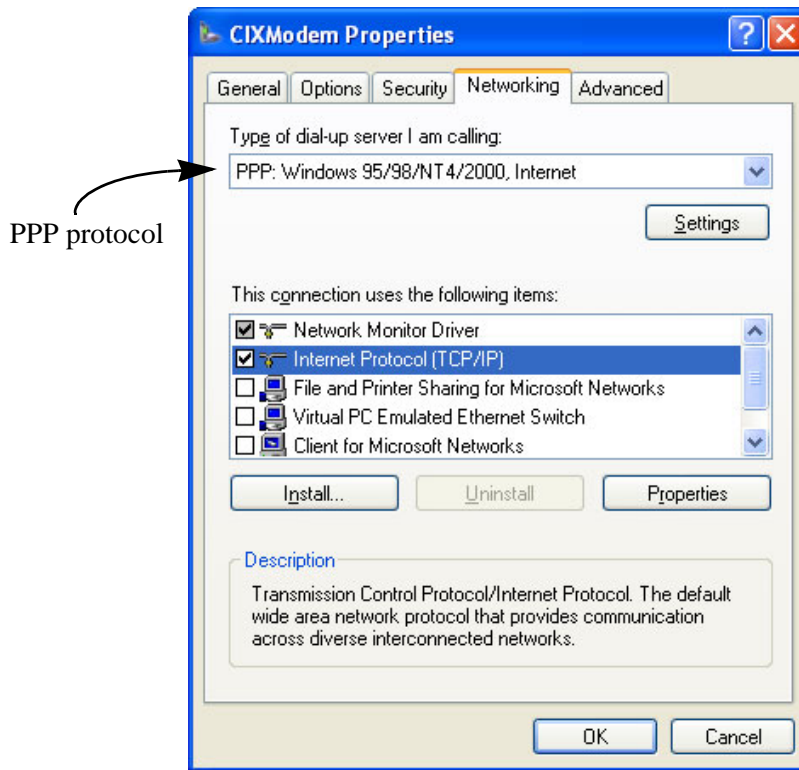 CIXModem Properties
General Options Security Networking Advanced
Type of dial-up server I am calling:
PPP: Windows 95/98/NT4/2000, Internet
PPP protocol
Settings
This connection uses the following items:
Network Monitor Driver
Internet Protocol (TCP/IP)
File and Printer Sharing for Microsoft Networks
Virtual PC Emulated Ethernet Switch
Client for Microsoft Networks
Install... Uninstall Properties
Description
Transmission Control Protocol/Internet Protocol. The default
wide area network protocol that provides communication
across diverse interconnected networks.
OK Cancel